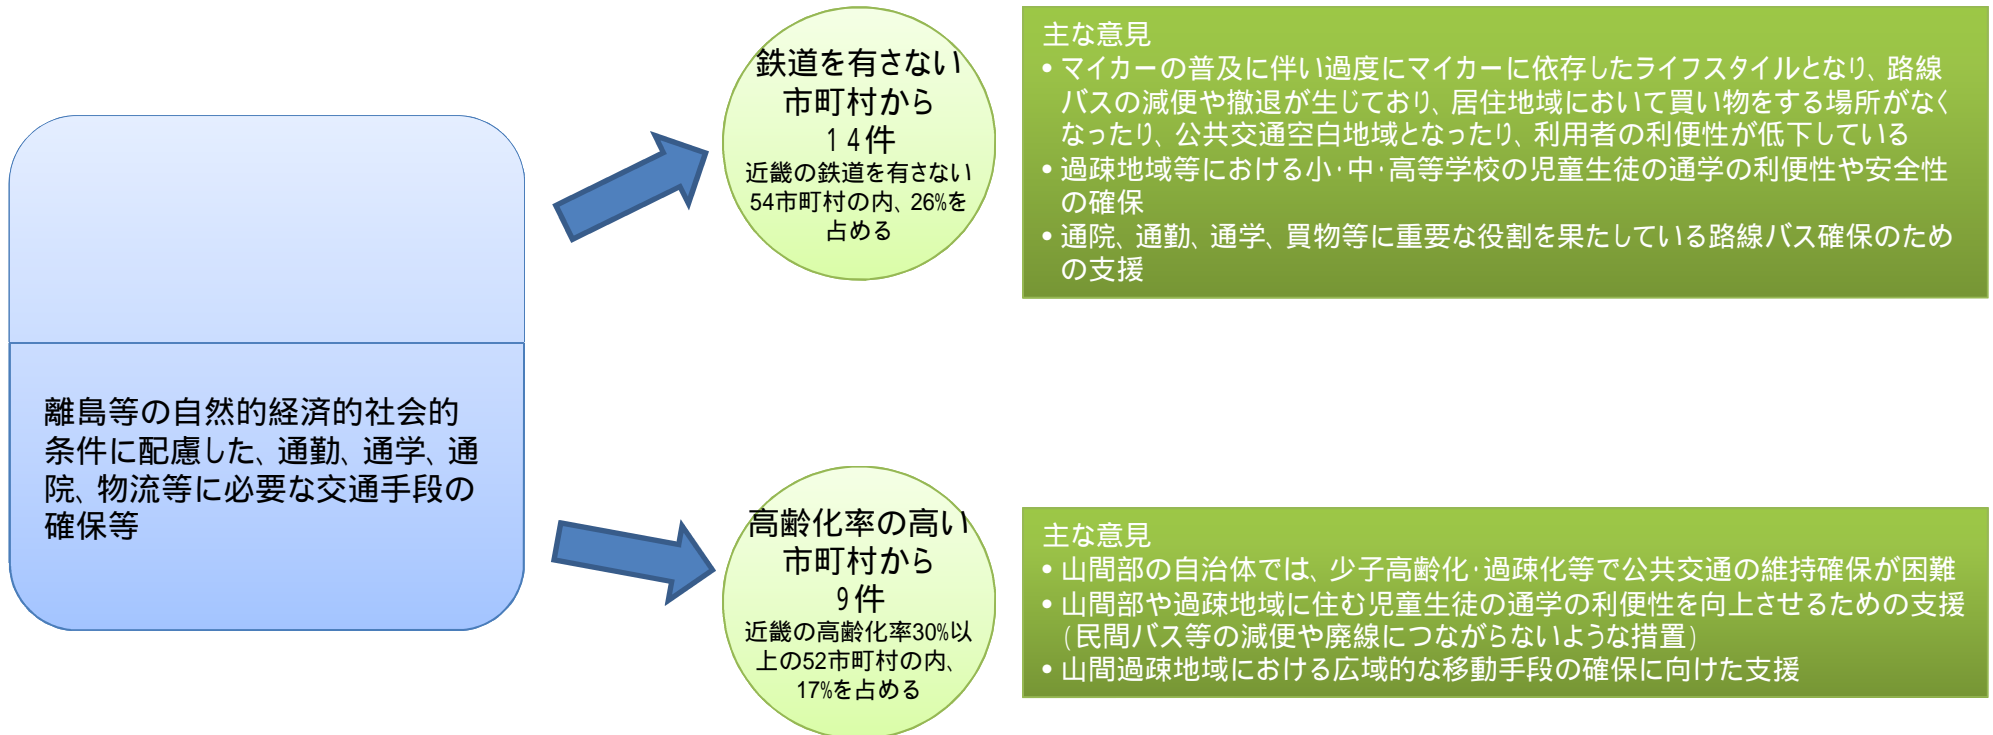 離島等の自然的経済的社会的
条件に配慮した、通勤、通学、通
院、物流等に必要な交通手段の
確保等
鉄道を有さない
市町村から
14件
近畿の鉄道を有さない
54市町村の内、26%を
占める
主な意見
• マイカーの普及に伴い過度にマイカーに依存したライフスタイルとなり、路線
バスの減便や撤退が生じており、居住地域において買い物をする場所がなく
なったり、公共交通空白地域となったり、利用者の利便性が低下している
• 過疎地域等における小・中・高等学校の児童生徒の通学の利便性や安全性
の確保
• 通院、通勤、通学、買物等に重要な役割を果たしている路線バス確保のため
の支援
高齢化率の高い
市町村から
9件
近畿の高齢化率30%以
上の52市町村の内、
17%を占める
主な意見
• 山間部の自治体では、少子高齢化・過疎化等で公共交通の維持確保が困難
• 山間部や過疎地域に住む児童生徒の通学の利便性を向上させるための支援
(民間バス等の減便や廃線につながらないような措置)
• 山間過疎地域における広域的な移動手段の確保に向けた支援